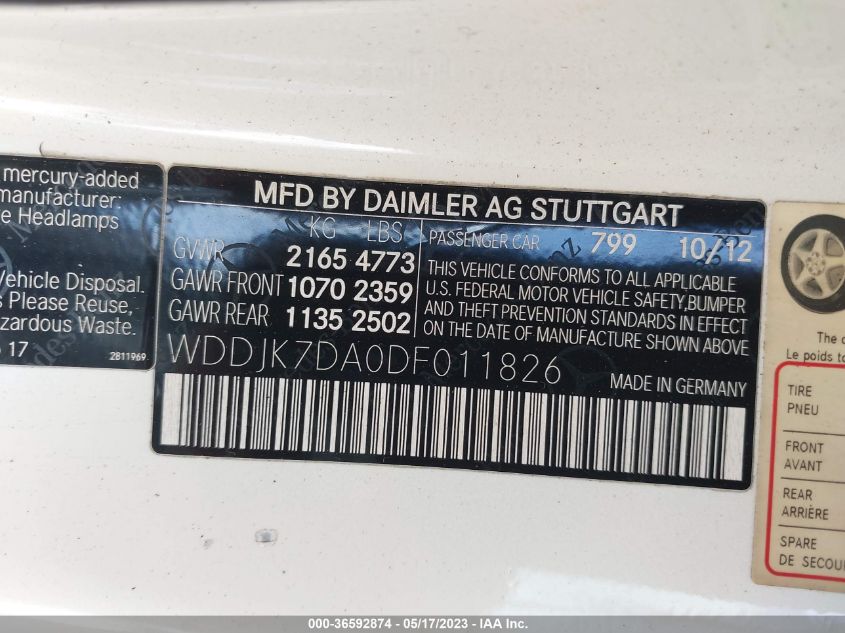 mercury-added
manufacturer:
e Headlamps
Vehicle Disposal.
s Please Reuse,
azardous Waste.
17
2811969
MFD BY DAIMLER AG STUTTGART
KG LBS
GVWR 2165 4773
GAWR FRONT 1070 2359
GAWR REAR 1135 2502
PASSENGER CAR 799 10/12
THIS VEHICLE CONFORMS TO ALL APPLICABLE
U.S. FEDERAL MOTOR VEHICLE SAFETY,BUMPER
AND THEFT PREVENTION STANDARDS IN EFFECT
ON THE DATE OF MANUFACTURE SHOWN ABOVE
WDDJK7DA0DF011826
MADE IN GERMANY
The c
Le poids to
TIRE
PNEU
FRONT
AVANT
REAR
ARRIÈRE
SPARE
DE SECOU
000-36592874 - 05/17/2023 - IAA Inc.